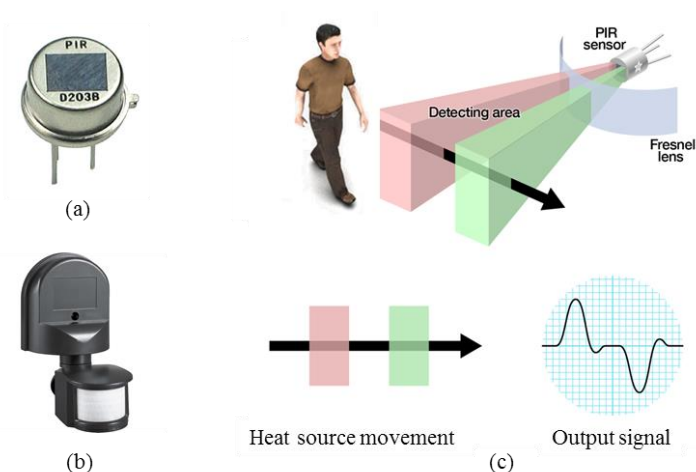 PIR
D203B
(a)
PIR
sensor
Detecting area
Fresnel
lens
(b)
Heat source movement
Output signal
(c)